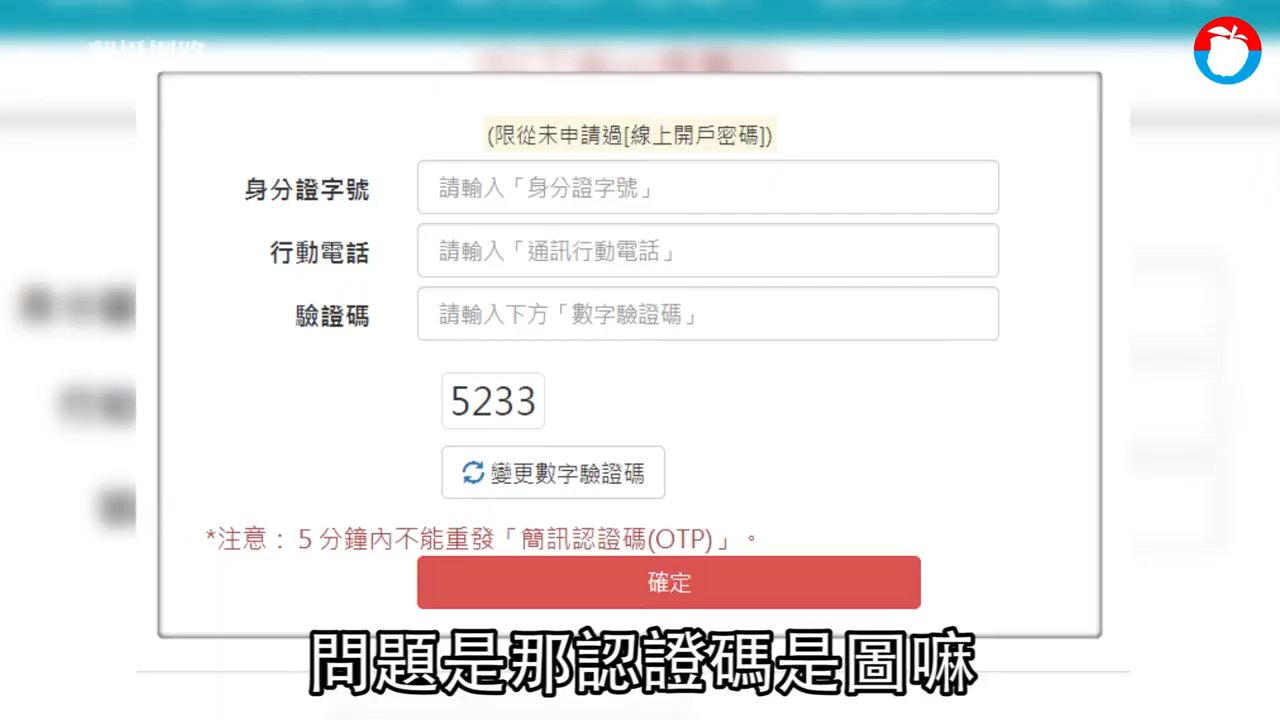 (限從未申請過[線上開戶密碼])
身分證字號 請輸入「身分證字號」
行動電話 請輸入「通訊行動電話」
驗證碼 請輸入下方「數字驗證碼」
5233
變更數字驗證碼
*注意： 5 分鐘內不能重發「簡訊認證碼(OTP)」。
確定
問題是那認證碼是圖嘛